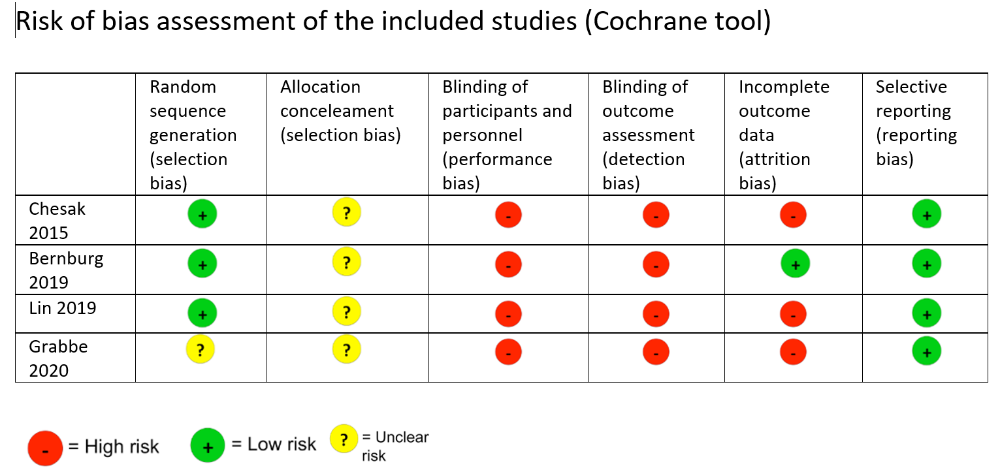 Risk of bias assessment of the included studies (Cochrane tool)
Random
sequence
generation
(selection
bias)
Allocation
conceleament
(selection bias)
Blinding of
participants and
personnel
(performance
bias)
Blinding of
outcome
assessment
(detection
bias)
Incomplete
outcome
data
(attrition
bias)
Selective
reporting
(reporting
bias)
Chesak
2015
+
?
-
-
-
+
Bernburg
2019
+
?
-
-
+
+
Lin 2019
+
?
-
-
-
+
Grabbe
2020
?
?
-
-
-
+
- = High risk
+ = Low risk
? = Unclear
risk